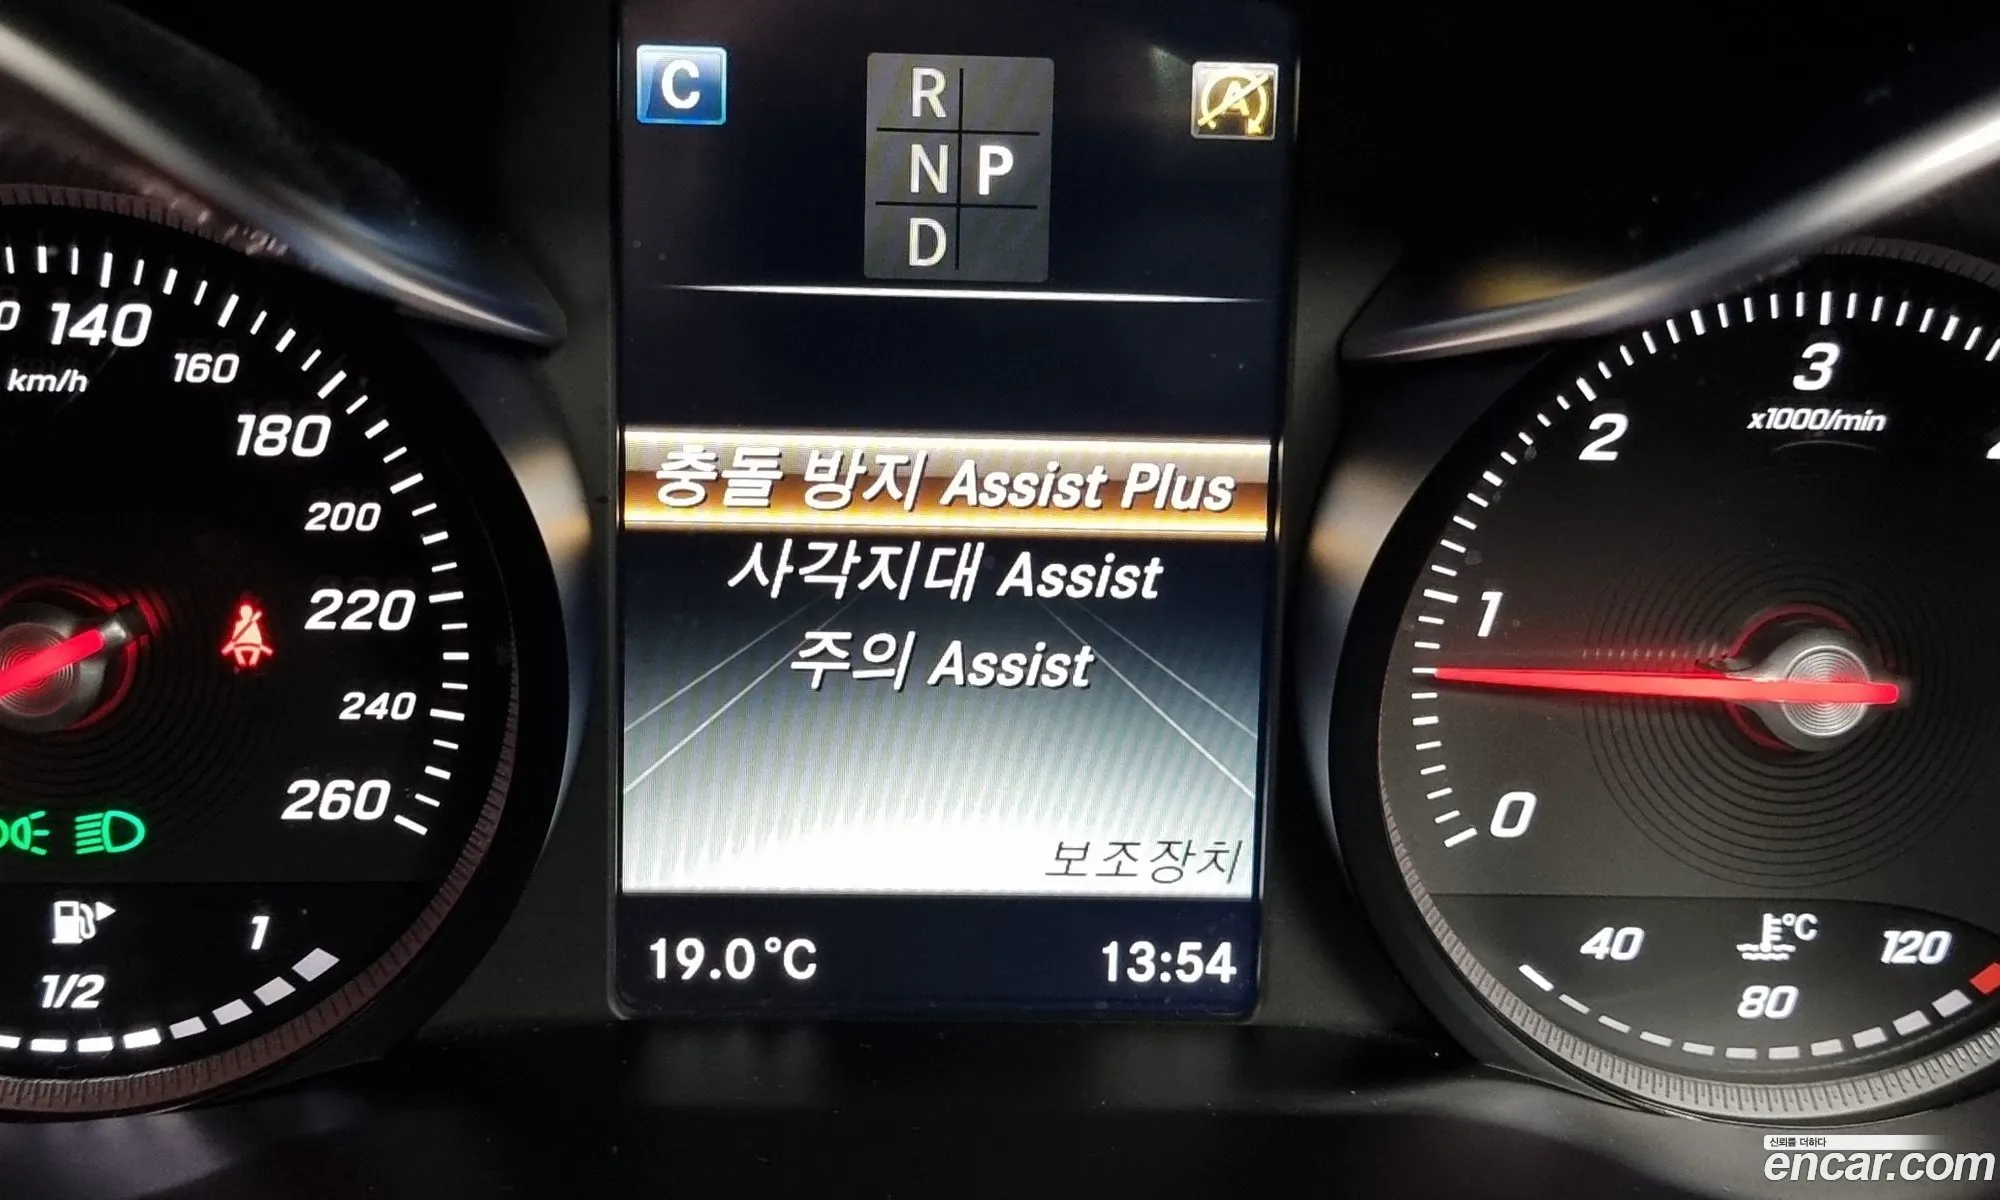 C
R
N P
D
140
km/h
160
180
200
220
240
260
1
1/2
충돌 방지 Assist Plus
사각지대 Assist
주의 Assist
보조장치
19.0°C 13:54
3
x1000/min
2
1
0
°C
40
120
80
신뢰를 더하다
encar.com